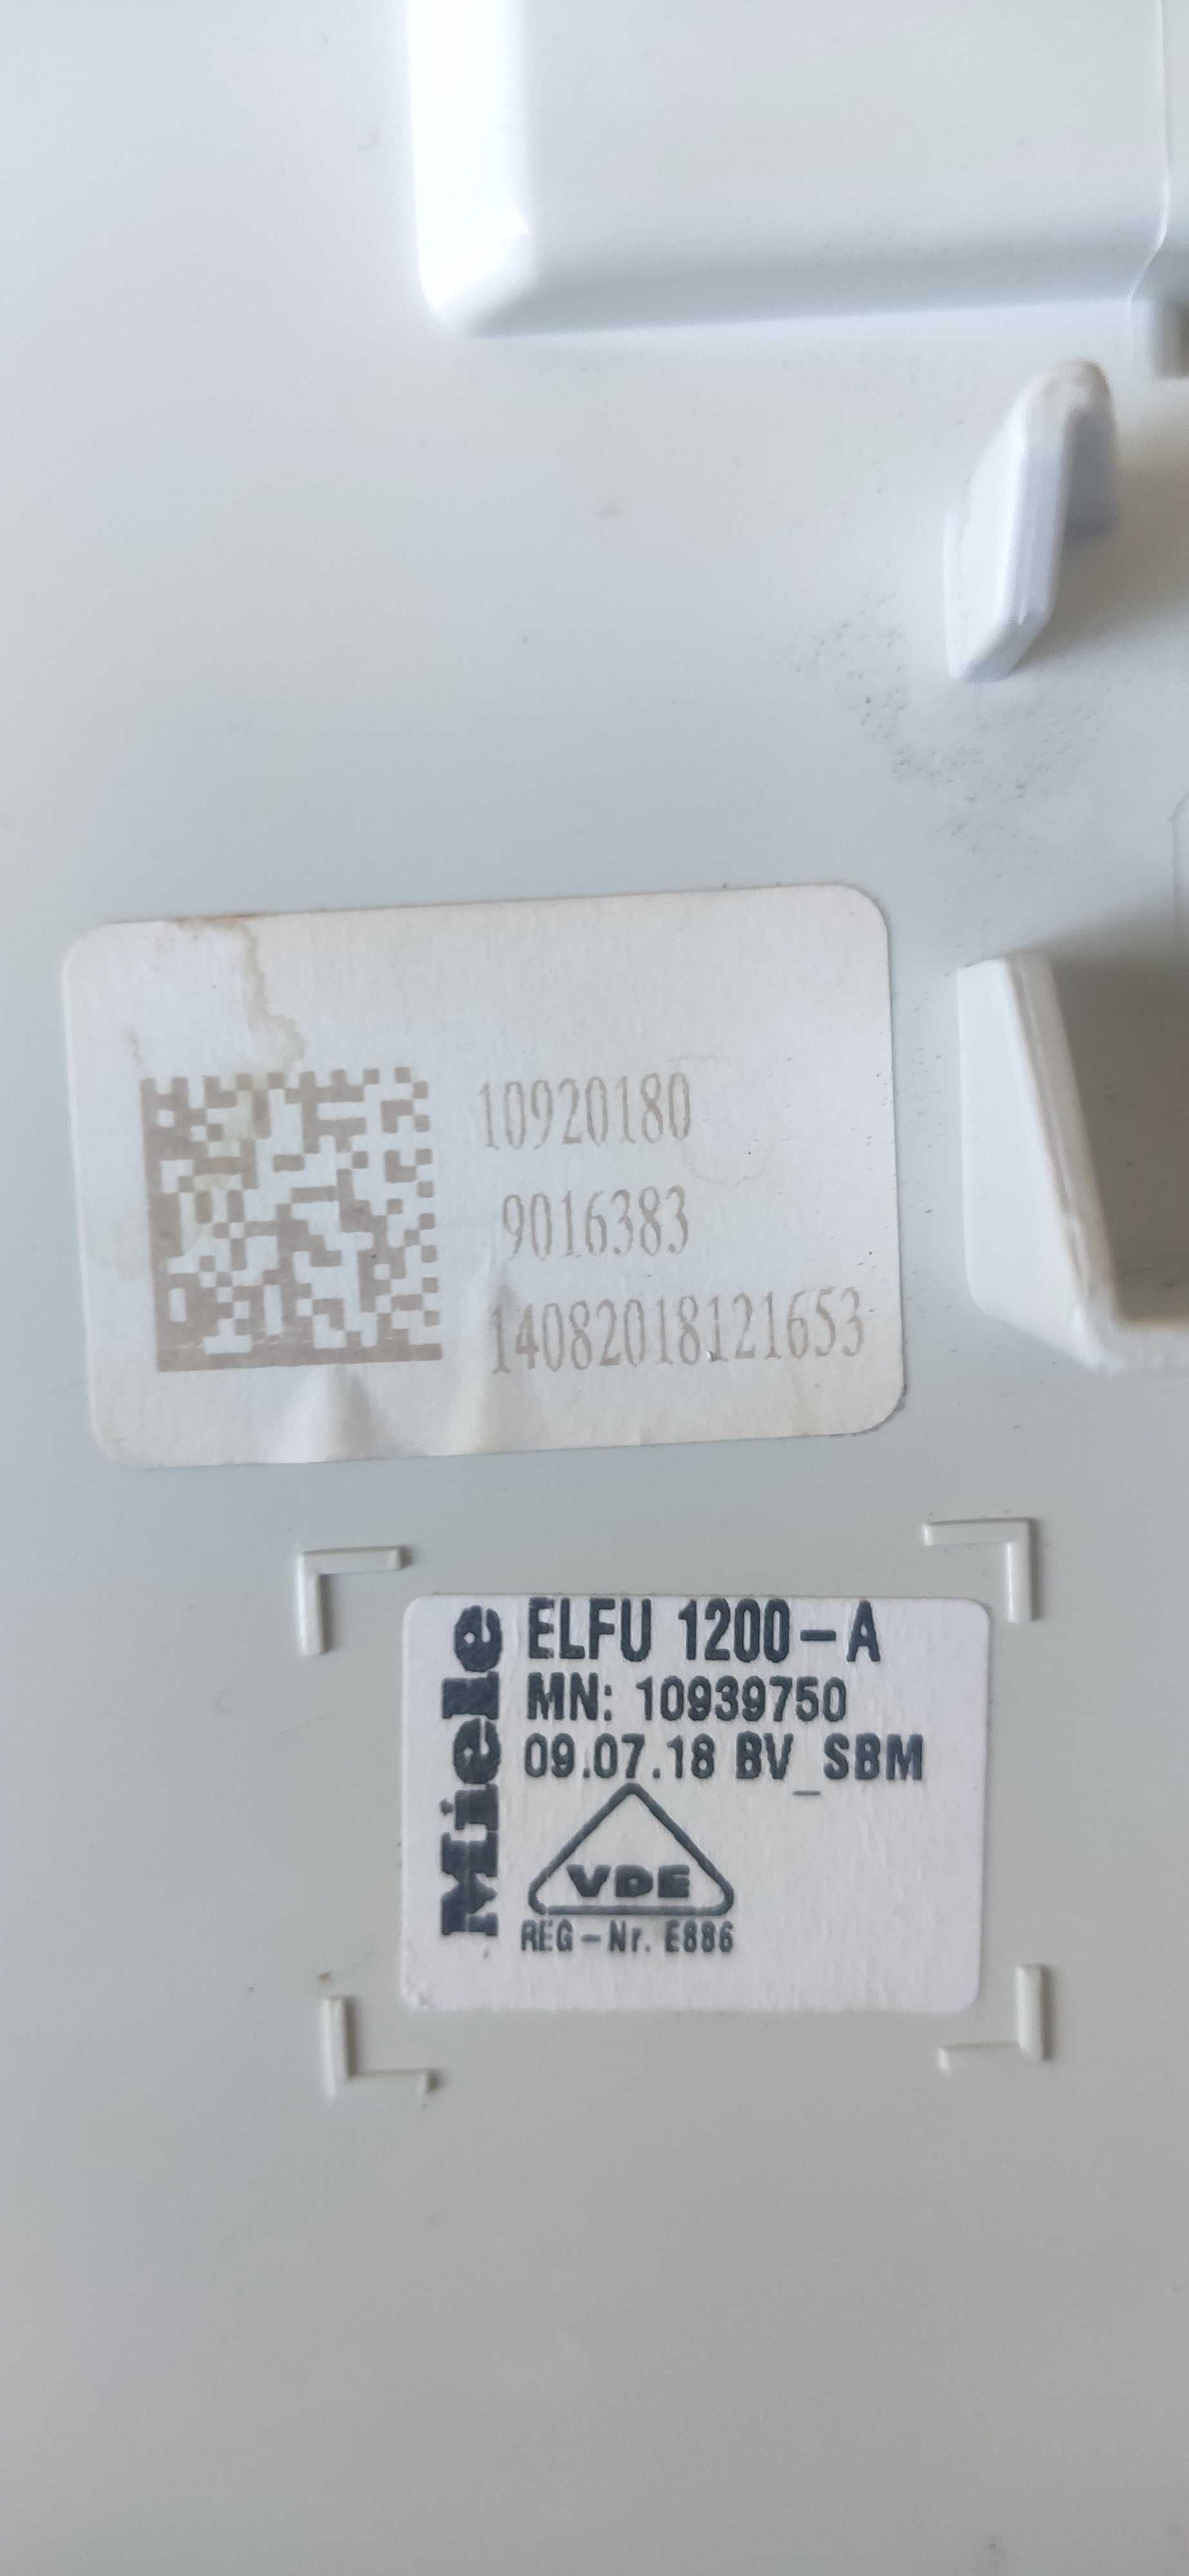 10920180
9016383
14082018121653
Miele
ELFU 1200-A
MN: 10939750
09.07.18 BV_SBM
VDE
REG-Nr. E886